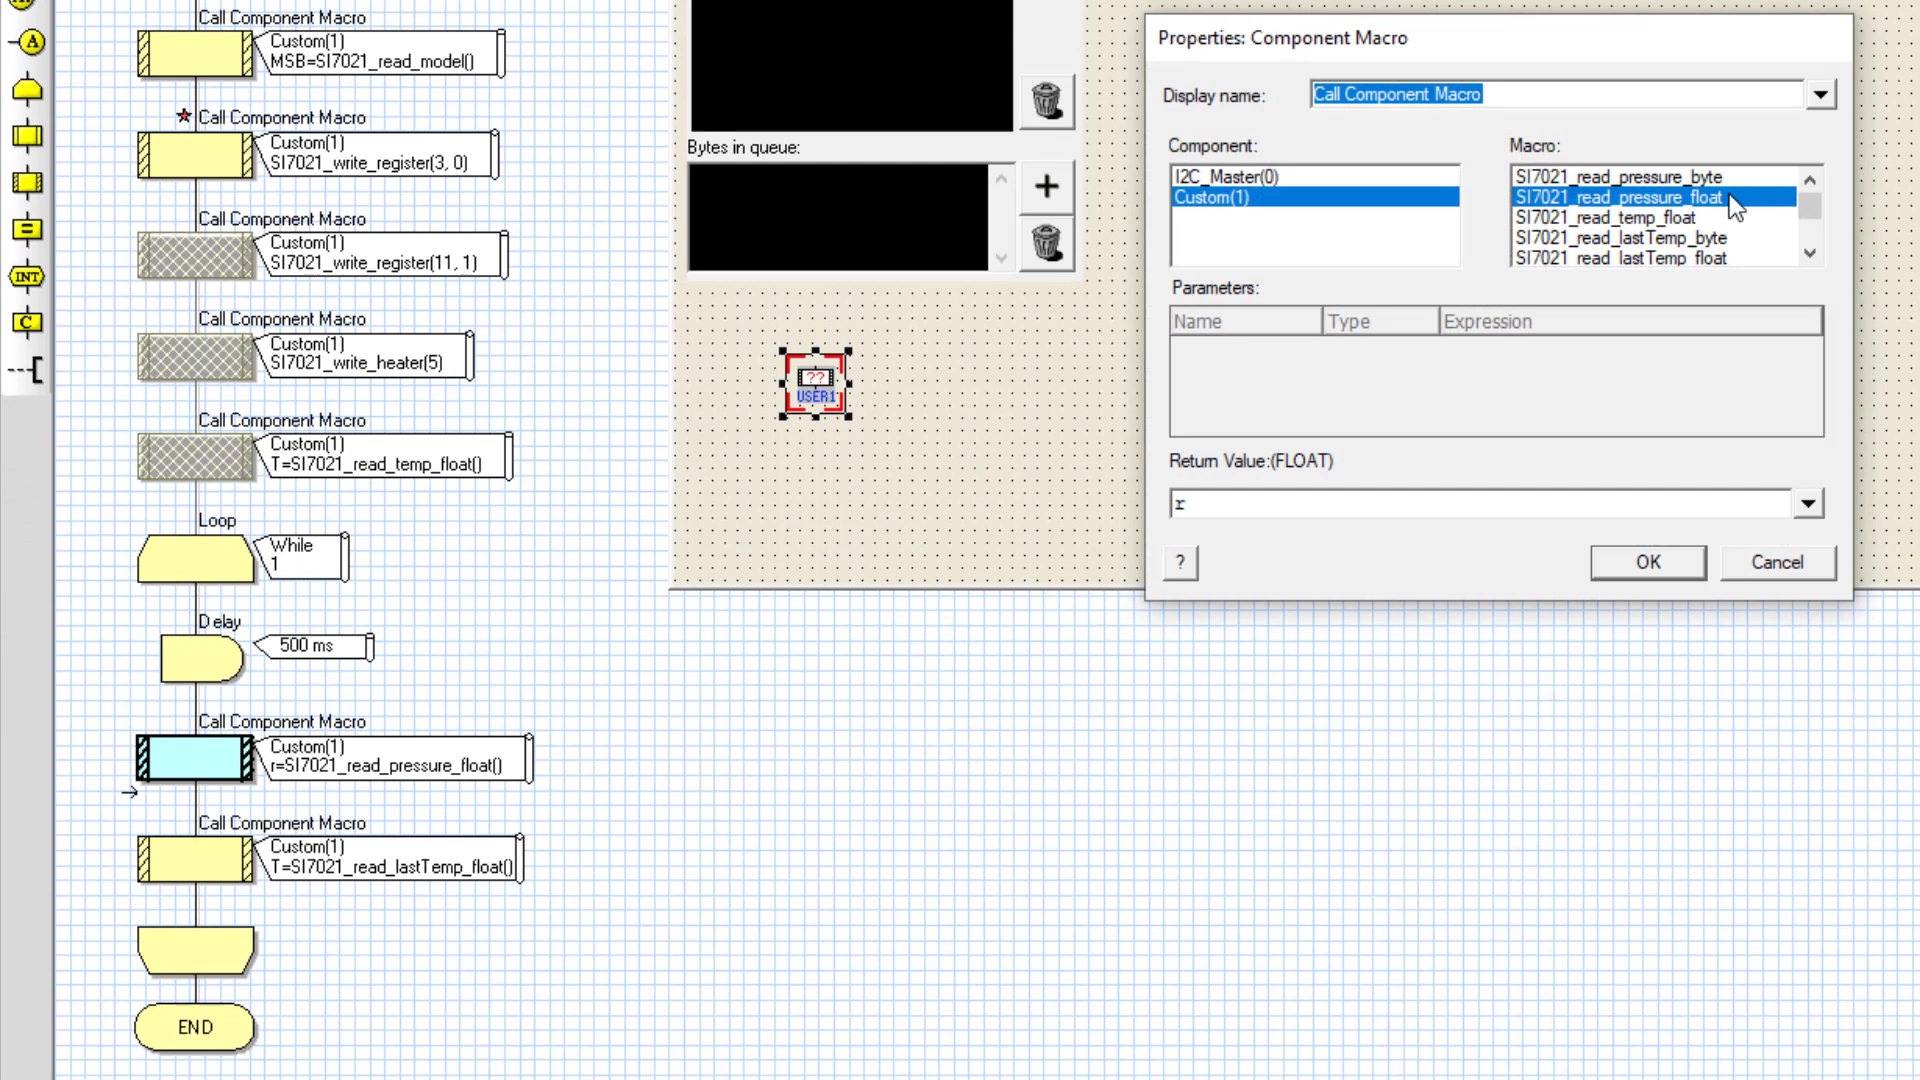 Call Component Macro
Custom(1)
MSB=SI7021_read_model()
Call Component Macro
Custom(1)
SI7021_write_register(3, 0)
Call Component Macro
Custom(1)
SI7021_write_register(11, 1)
Call Component Macro
Custom(1)
SI7021_write_heater(5)
Call Component Macro
Custom(1)
T=SI7021_read_temp_float()
Loop
While
1
Delay
500 ms
Call Component Macro
Custom(1)
r=SI7021_read_pressure_float()
Call Component Macro
Custom(1)
T=SI7021_read_lastTemp_float()
END
A
INT
C
Bytes in queue:
+
??
USER1
Properties: Component Macro
Display name:
Call Component Macro
Component:
I2C_Master(0)
Custom(1)
Macro:
SI7021_read_pressure_byte
SI7021_read_pressure_float
SI7021_read_temp_float
SI7021_read_lastTemp_byte
SI7021_read_lastTemp_float
Parameters:
Name Type Expression
Return Value:(FLOAT)
r
?
OK
Cancel